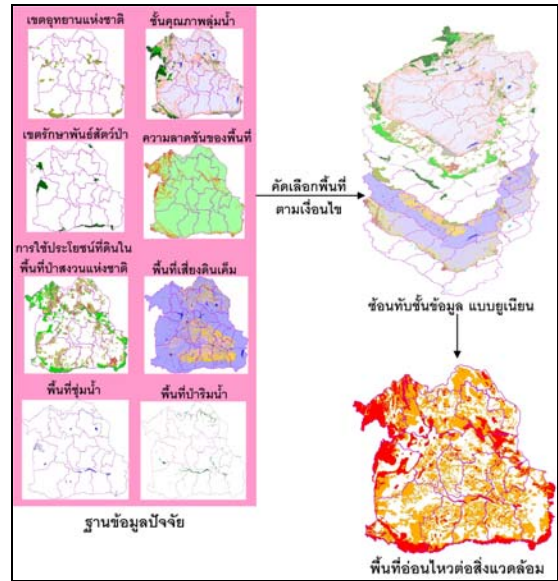 เขตอุทยานแห่งชาติ
ชั้นคุณภาพลุ่มน้ำ
เขตรักษาพันธุ์สัตว์ป่า
ความลาดชันของพื้นที่
การใช้ประโยชน์ที่ดินใน
พื้นที่ป่าสงวนแห่งชาติ
พื้นที่เสี่ยงดินเค็ม
พื้นที่ชุ่มน้ำ
พื้นที่ป่าริมน้ำ
ฐานข้อมูลปัจจัย
คัดเลือกพื้นที่
ตามเงื่อนไข
ซ้อนทับชั้นข้อมูล แบบยูเนียน
พื้นที่อ่อนไหวต่อสิ่งแวดล้อม